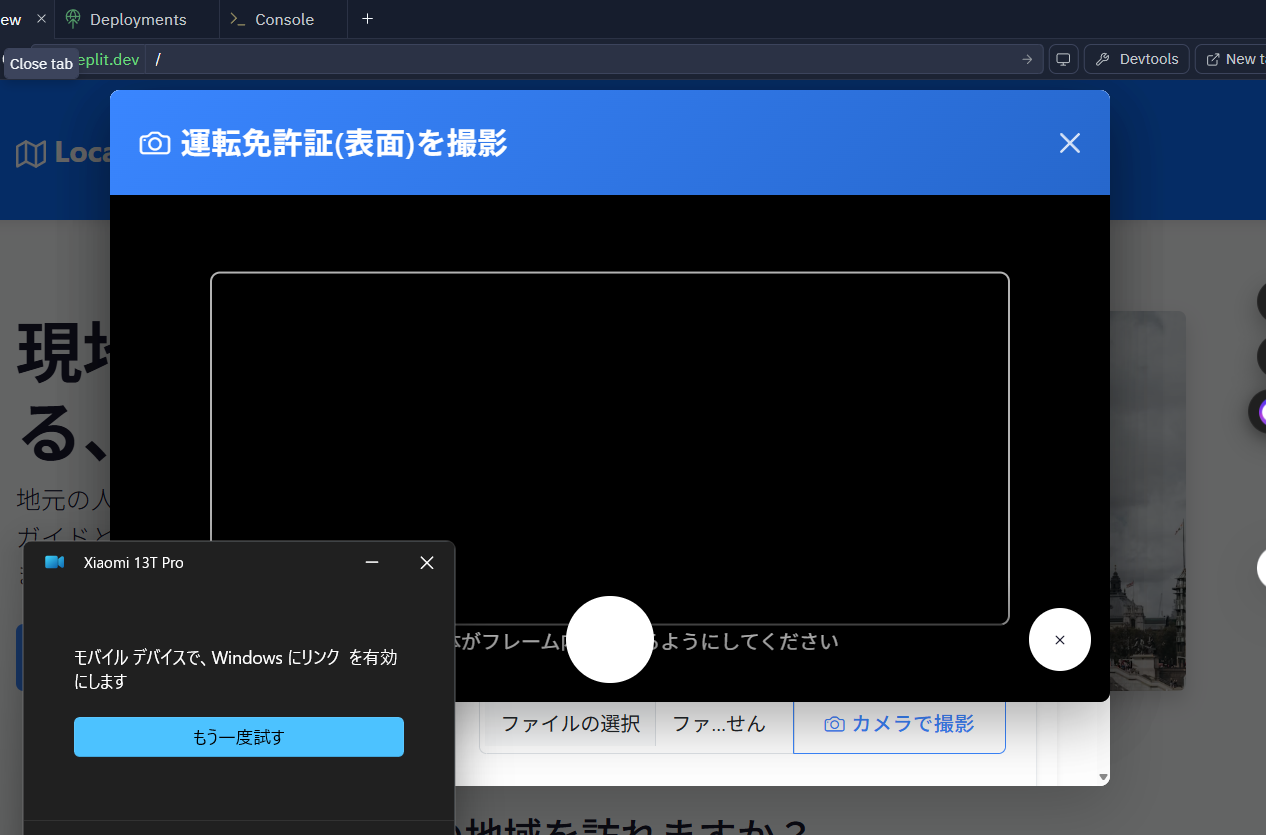 ew
Deployments
Console
Close tab
eplit.dev
/
Devtools
New ta
運転免許証(表面)を撮影
Loca
現地
る、
地元の人
ガイドと
Xiaomi 13T Pro
体がフレーム内
るようにしてください
モバイル デバイスで、Windows にリンク を有効
にします
もう一度試す
ファイルの選択
ファ...せん
カメラで撮影
地域を訪れますか？